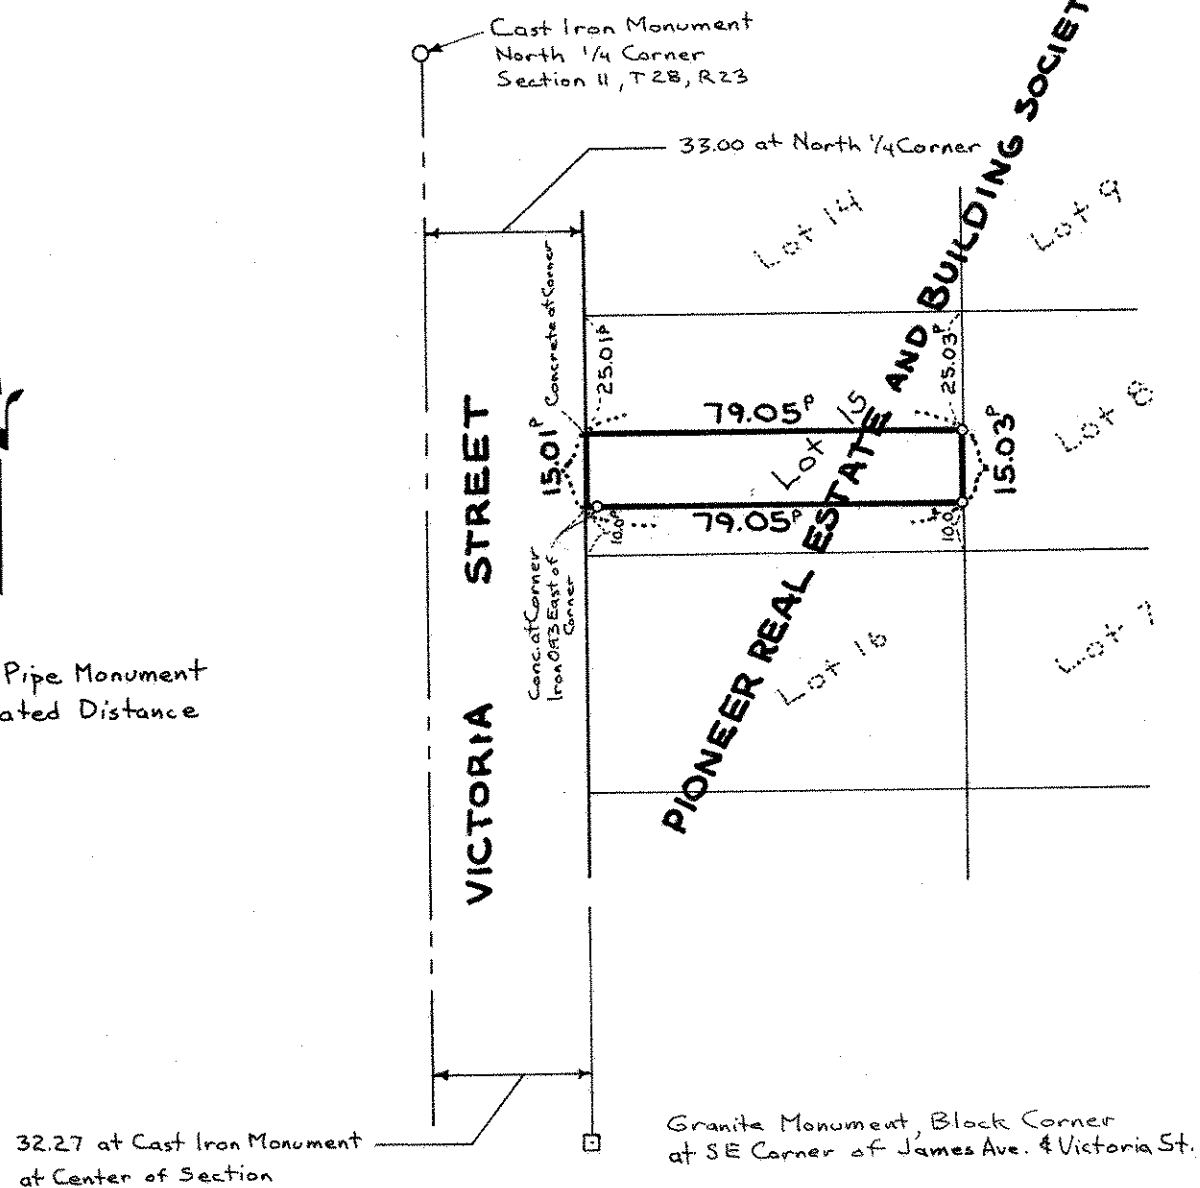 Cast Iron Monument
North 1/4 Corner
Section 11, T28, R23
33.00 at North 1/4 Corner
Lot 14
Lot 9
Concrete at Corner
25.01P
25.03P
79.05P
Lot 15
Lot 8
15.01P
15.03P
79.05P
10.0P
10.0
Conc. at Corner
Iron 0.93 East of
Corner
VICTORIA STREET
PIONEER REAL ESTATE AND BUILDING SOCIET
Lot 16
Lot 7
Pipe Monument
ated Distance
32.27 at Cast Iron Monument
at Center of Section
Granite Monument, Block Corner
at SE Corner of James Ave. & Victoria St.